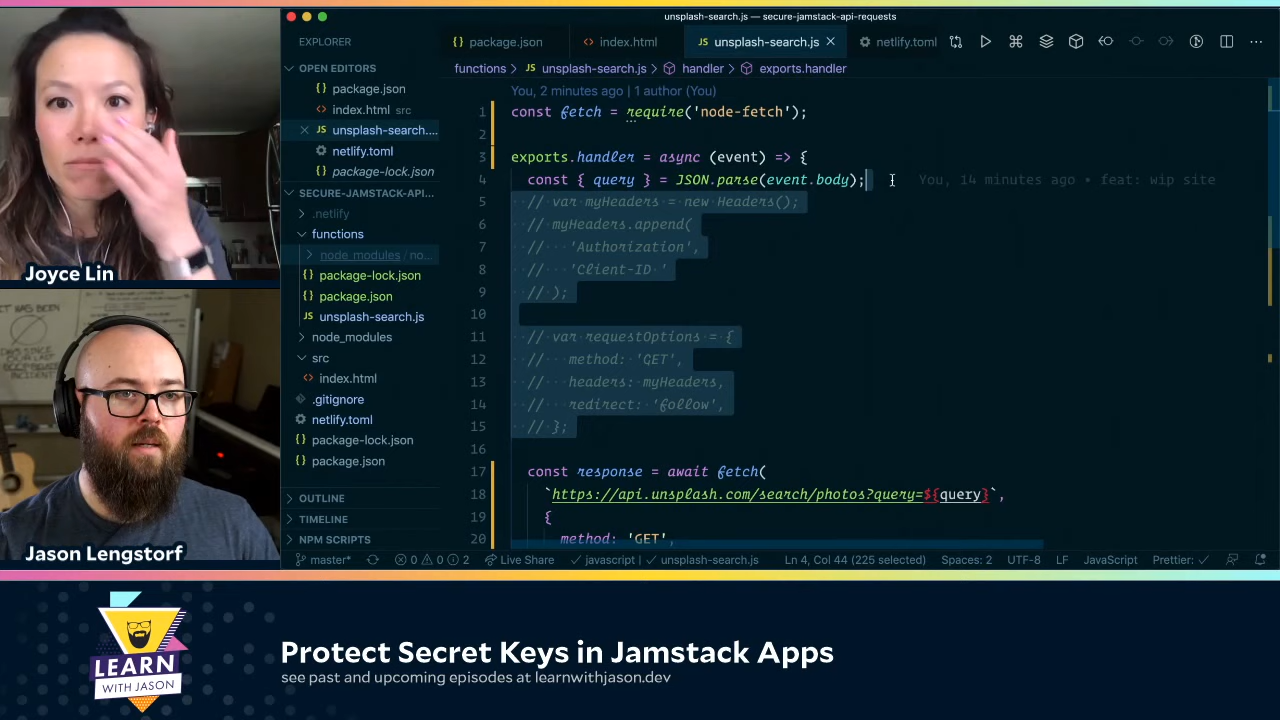 unsplash-search.js — secure-jamstack-api-requests
EXPLORER
package.json
index.html
unsplash-search.js
netlify.toml
OPEN EDITORS
package.json
index.html src
unsplash-search....
netlify.toml
package-lock.json
SECURE-JAMSTACK-API...
.netlify
functions
node_modules / no...
package-lock.json
package.json
unsplash-search.js
node_modules
src
index.html
.gitignore
netlify.toml
package-lock.json
package.json
OUTLINE
TIMELINE
NPM SCRIPTS
functions > unsplash-search.js > handler > exports.handler
You, 2 minutes ago | 1 author (You)
1 const fetch = require('node-fetch');
2
3 exports.handler = async (event) => {
4 const { query } = JSON.parse(event.body); You, 14 minutes ago • feat: wip site
5 // var myHeaders = new Headers();
6 // myHeaders.append(
7 // 'Authorization',
8 // 'Client-ID '
9 // );
10
11 // var requestOptions = {
12 // method: 'GET',
13 // headers: myHeaders,
14 // redirect: 'follow',
15 // };
16
17 const response = await fetch(
18 `https://api.unsplash.com/search/photos?query=${query}`,
19 {
20 method: 'GET',
master* 0 0 2 Live Share javascript | unsplash-search.js Ln 4, Col 44 (225 selected) Spaces: 2 UTF-8 LF JavaScript Prettier: ✓
Joyce Lin
Jason Lengstorf
LEARN
WITH JASON
Protect Secret Keys in Jamstack Apps
see past and upcoming episodes at learnwithjason.dev